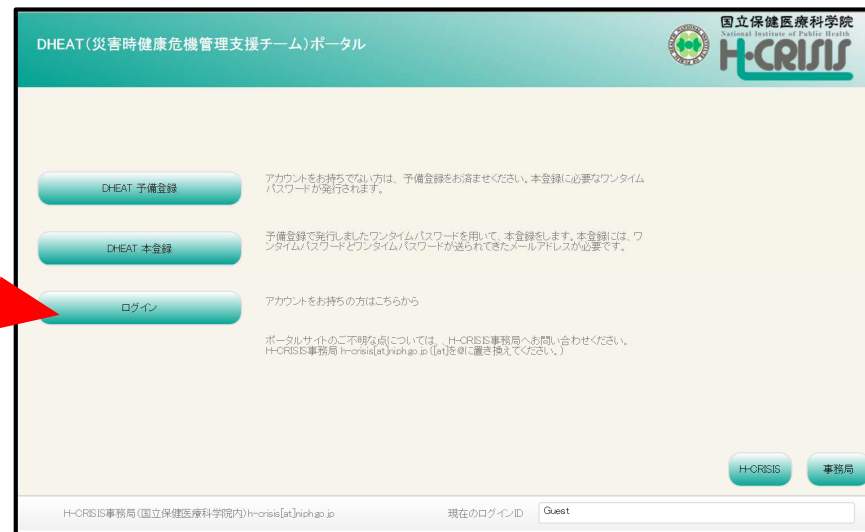 DHEAT(災害時健康危機管理支援チーム)ポータル
国立保健医療科学院
National Institute of Public Health
H-CRISIS
DHEAT 予備登録
アカウントをお持ちでない方は、予備登録をお済ませください。本登録に必要なワンタイム
パスワードが発行されます。
DHEAT 本登録
予備登録で発行しましたワンタイムパスワードを用いて、本登録をします。本登録には、ワ
ンタイムパスワードとワンタイムパスワードが送られてきたメールアドレスが必要です。
ログイン
アカウントをお持ちの方はこちらから
ポータルサイトのご不明な点については、、H-CRISIS事務局へお問い合わせください。
H-CRISIS事務局 h-crisis[at]niph.go.jp ([at]を@に置き換えてください。)
H-CRISIS
事務局
H-CRISIS事務局(国立保健医療科学院内)h-crisis[at]niph.go.jp
現在のログインID
Guest